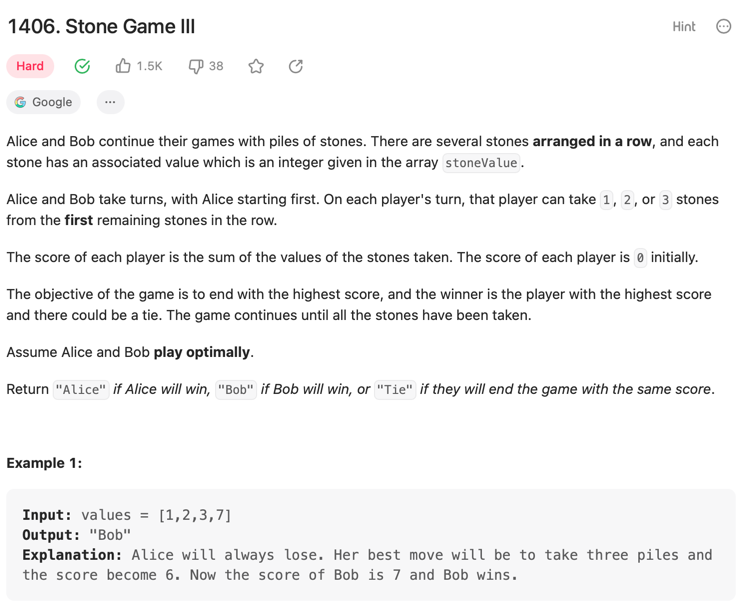 1406. Stone Game III
Hint
Hard
1.5K
38
Google
Alice and Bob continue their games with piles of stones. There are several stones arranged in a row, and each
stone has an associated value which is an integer given in the array stoneValue.
Alice and Bob take turns, with Alice starting first. On each player's turn, that player can take 1, 2, or 3 stones
from the first remaining stones in the row.
The score of each player is the sum of the values of the stones taken. The score of each player is 0 initially.
The objective of the game is to end with the highest score, and the winner is the player with the highest score
and there could be a tie. The game continues until all the stones have been taken.
Assume Alice and Bob play optimally.
Return "Alice" if Alice will win, "Bob" if Bob will win, or "Tie" if they will end the game with the same score.
Example 1:
Input: values = [1,2,3,7]
Output: "Bob"
Explanation: Alice will always lose. Her best move will be to take three piles and
the score become 6. Now the score of Bob is 7 and Bob wins.